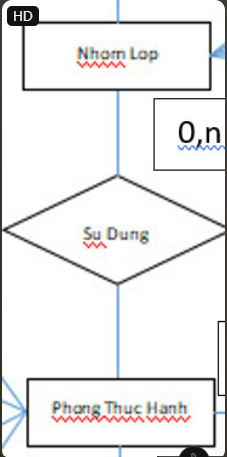 HD
Nhom Lop
0,n
Su Dung
Phong Thuc Hanh